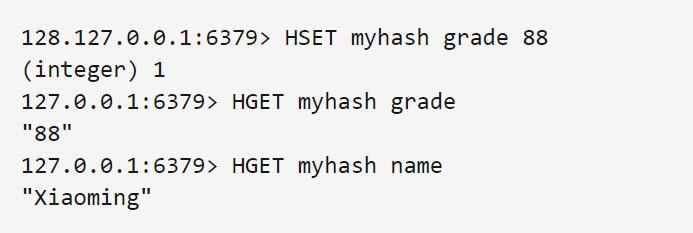 128.127.0.0.1:6379> HSET myhash grade 88
(integer) 1
127.0.0.1:6379> HGET myhash grade
"88"
127.0.0.1:6379> HGET myhash name
"Xiaoming"